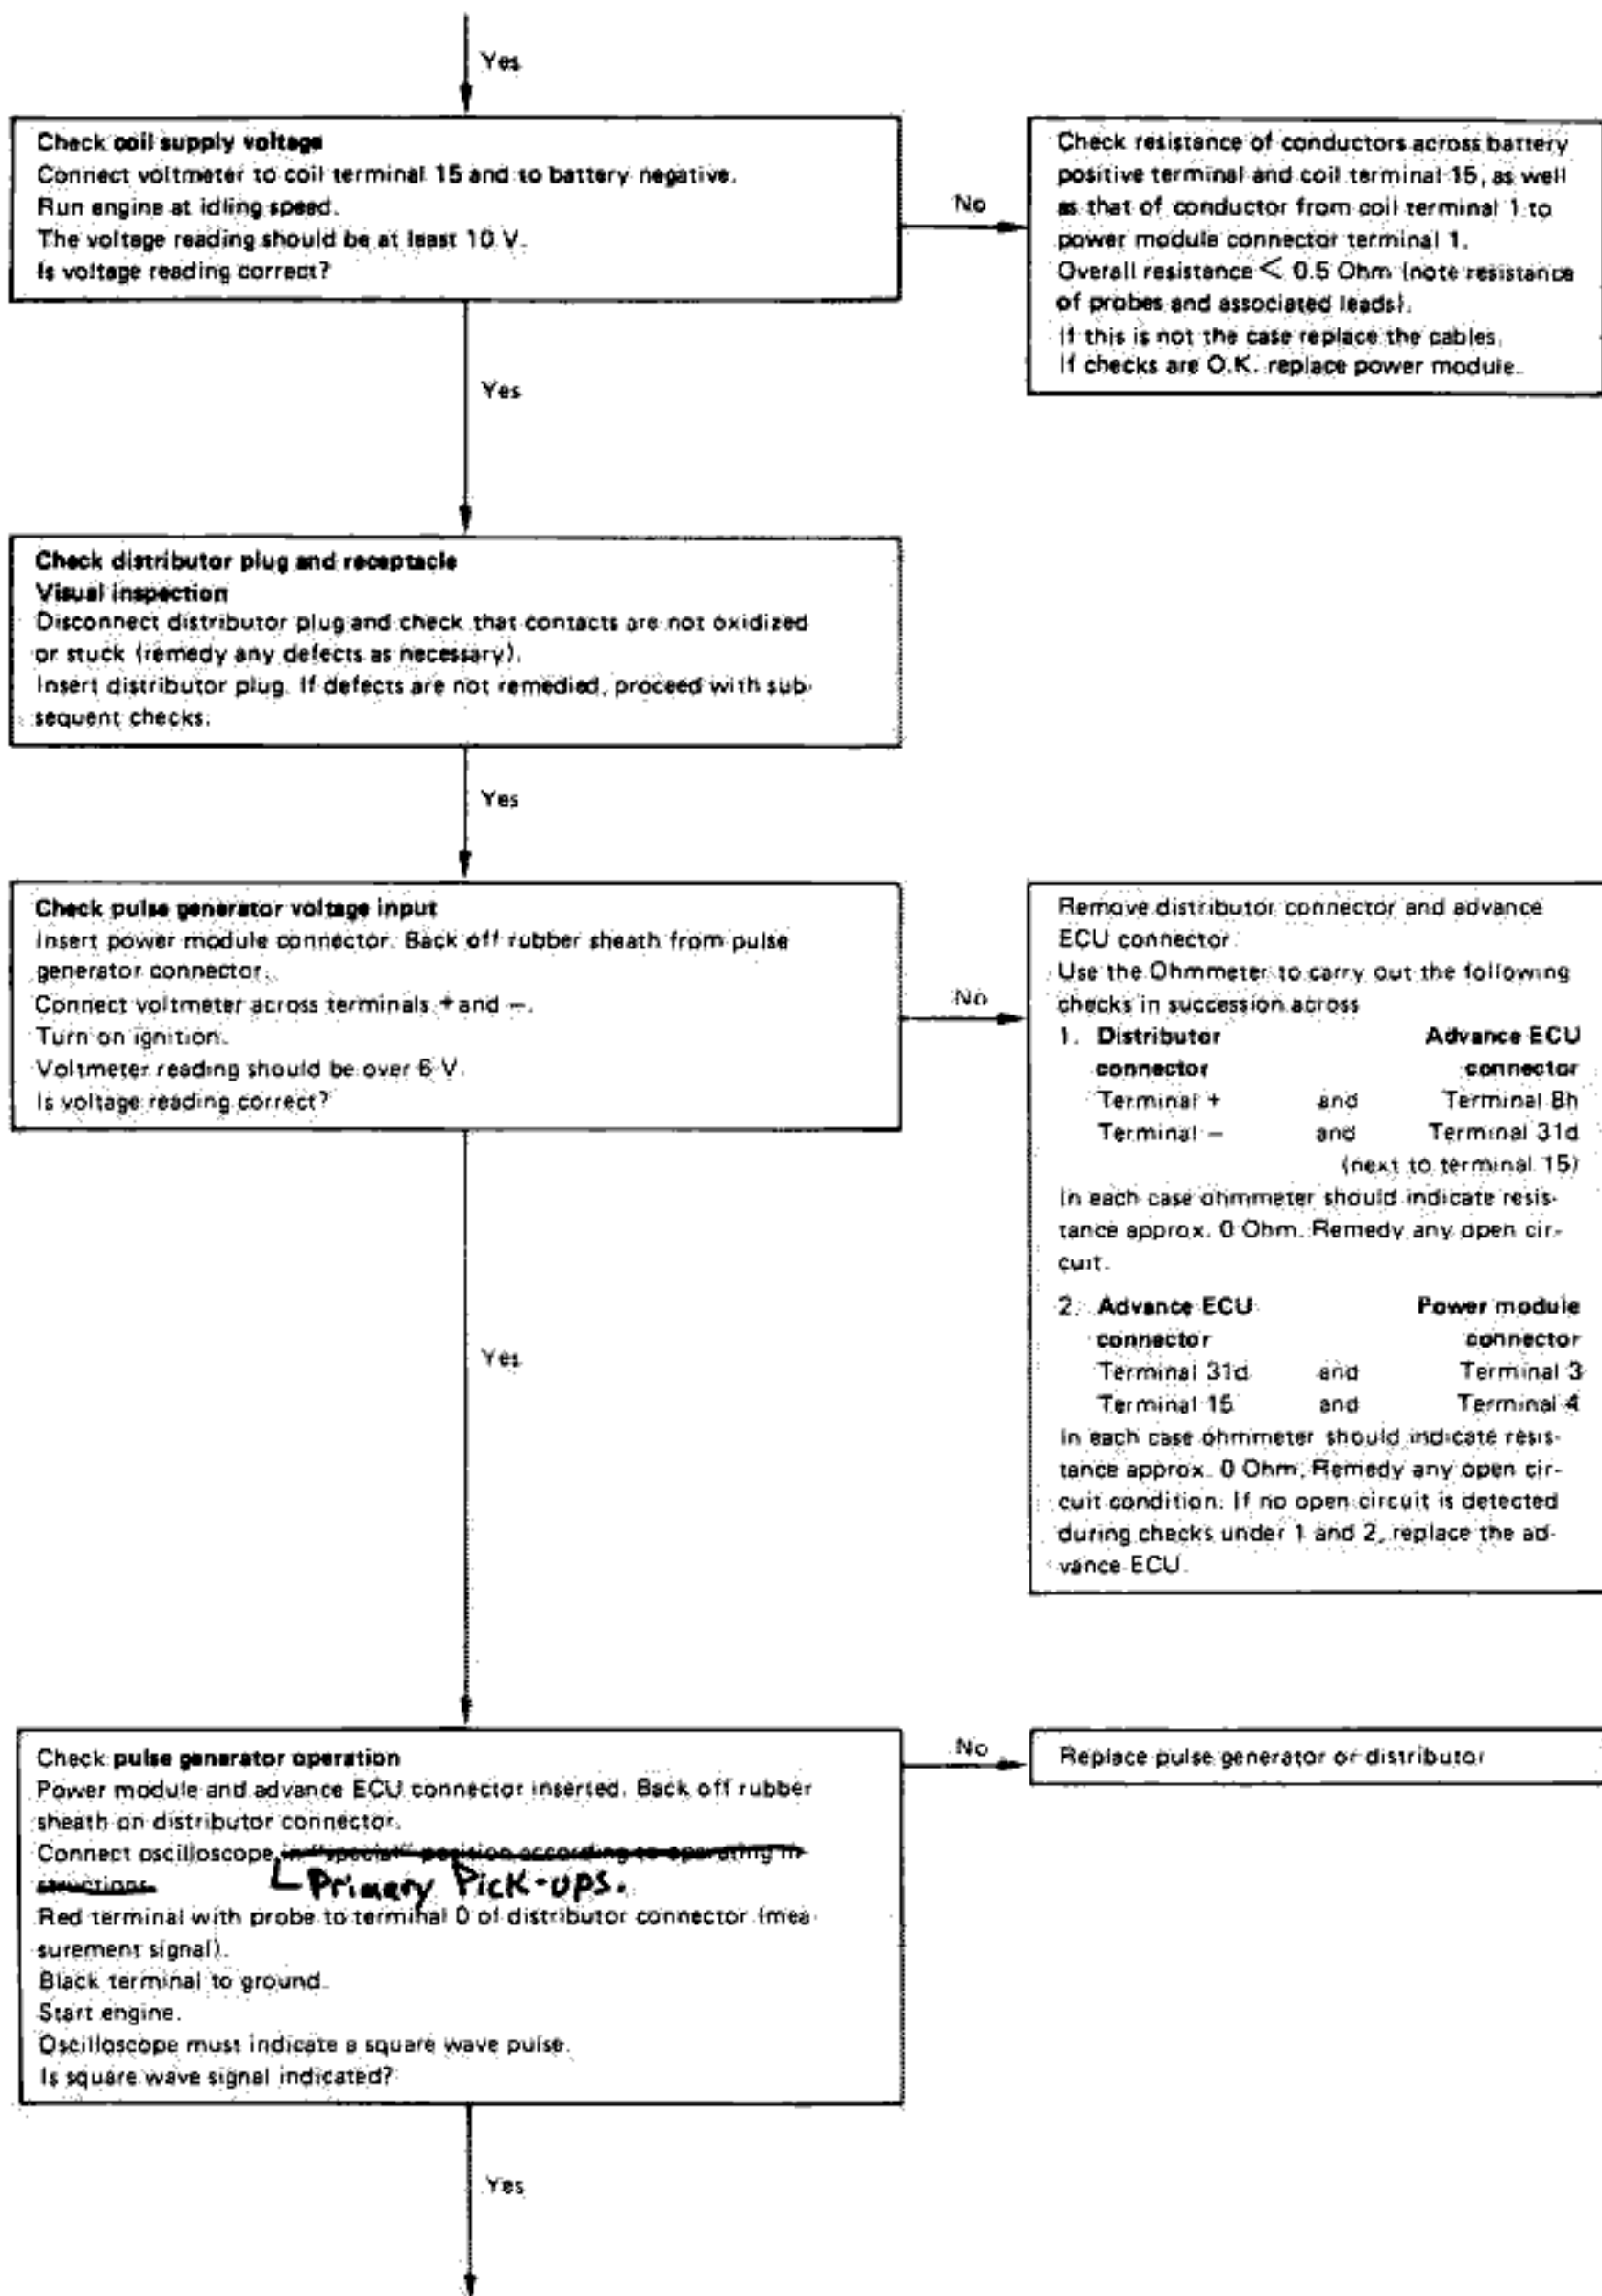 Yes
Check coil supply voltage
Connect voltmeter to coil terminal 15 and to battery negative.
Run engine at idling speed.
The voltage reading should be at least 10 V.
Is voltage reading correct?
No
Check resistance of conductors across battery
positive terminal and coil terminal 15, as well
as that of conductor from coil terminal 1 to
power module connector terminal 1.
Overall resistance < 0.5 Ohm (note resistance
of probes and associated leads).
If this is not the case replace the cables.
If checks are O.K. replace power module.
Yes
Check distributor plug and receptacle
Visual inspection
Disconnect distributor plug and check that contacts are not oxidized
or stuck (remedy any defects as necessary).
Insert distributor plug. If defects are not remedied, proceed with sub-
sequent checks.
Yes
Check pulse generator voltage input
Insert power module connector. Back off rubber sheath from pulse
generator connector.
Connect voltmeter across terminals + and –.
Turn on ignition.
Voltmeter reading should be over 6 V.
Is voltage reading correct?
No
Remove distributor connector and advance
ECU connector.
Use the Ohmmeter to carry out the following
checks in succession across
1. Distributor Advance ECU
connector connector
Terminal + and Terminal 8h
Terminal – and Terminal 31d
(next to terminal 15)
In each case ohmmeter should indicate resis-
tance approx. 0 Ohm. Remedy any open cir-
cuit.
2. Advance ECU Power module
connector connector
Terminal 31d and Terminal 3
Terminal 15 and Terminal 4
In each case ohmmeter should indicate resis-
tance approx. 0 Ohm. Remedy any open cir-
cuit condition. If no open circuit is detected
during checks under 1 and 2, replace the ad-
vance ECU.
Yes
Check pulse generator operation
Power module and advance ECU connector inserted. Back off rubber
sheath on distributor connector.
Connect oscilloscope in "special" position according to operating in-
structions.
Primary Pick-ups.
Red terminal with probe to terminal 0 of distributor connector (mea-
surement signal).
Black terminal to ground.
Start engine.
Oscilloscope must indicate a square wave pulse.
Is square wave signal indicated?
No
Replace pulse generator or distributor
Yes